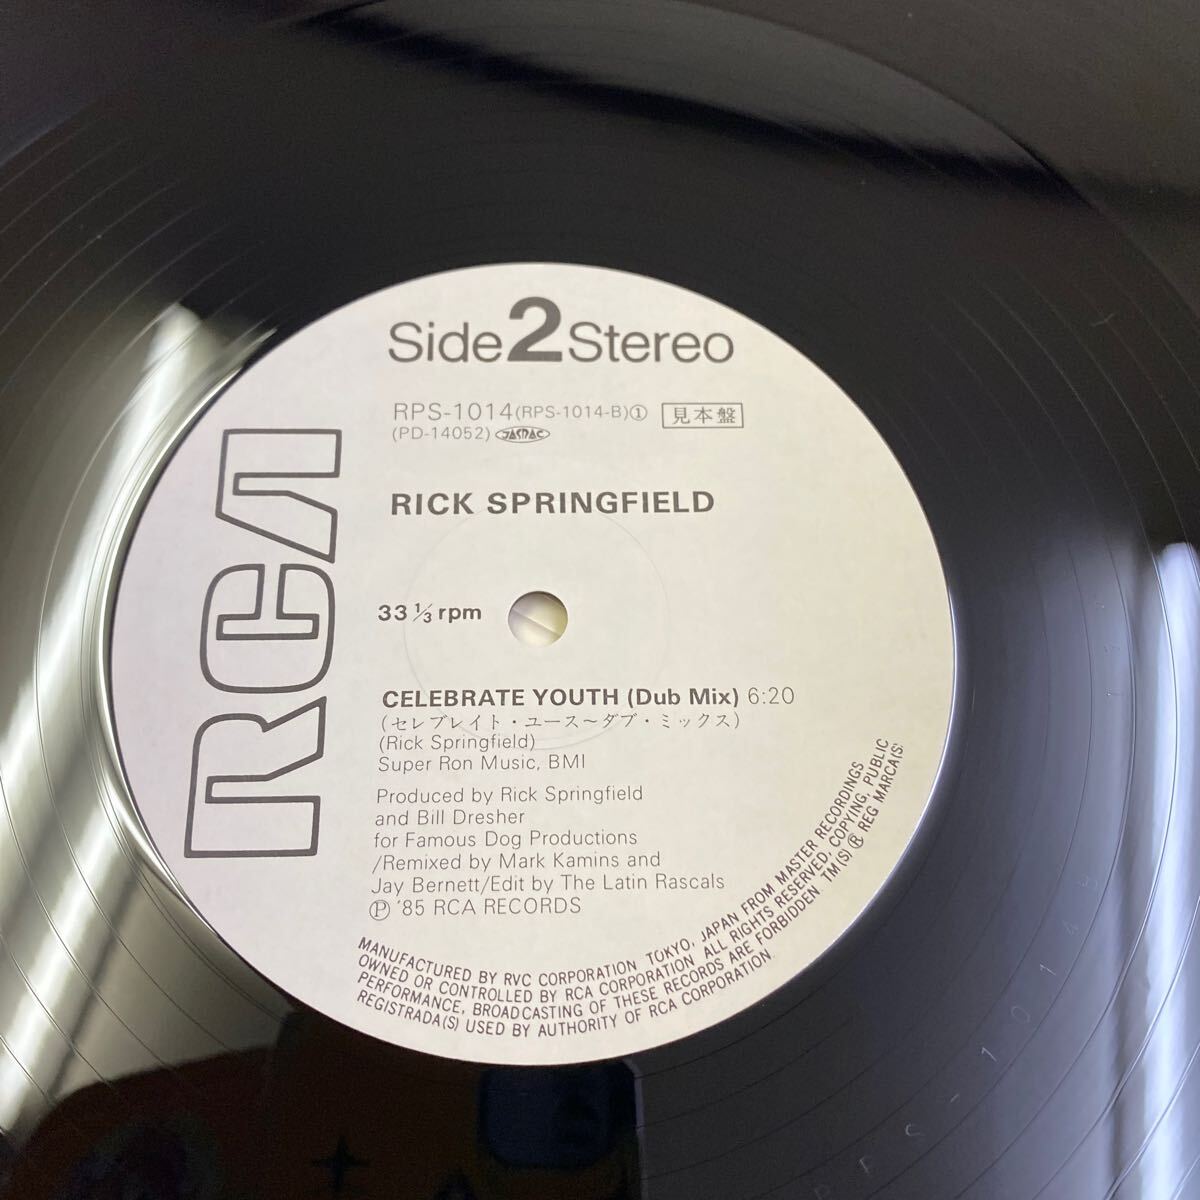 Side 2 Stereo
RPS-1014(RPS-1014-B)① 見本盤
(PD-14052) JASRAC
RCA
RICK SPRINGFIELD
33 1/3 rpm
CELEBRATE YOUTH (Dub Mix) 6:20
(セレブレイト・ユース～ダブ・ミックス)
(Rick Springfield)
Super Ron Music, BMI
Produced by Rick Springfield
and Bill Dresher
for Famous Dog Productions
/Remixed by Mark Kamins and
Jay Bernett/Edit by The Latin Rascals
Ⓟ '85 RCA RECORDS
MANUFACTURED BY RVC CORPORATION TOKYO, JAPAN FROM MASTER RECORDINGS
OWNED OR CONTROLLED BY RCA CORPORATION ALL RIGHTS RESERVED, COPYING, PUBLIC
PERFORMANCE, BROADCASTING OF THESE RECORDS ARE FORBIDDEN TM(S) ® REG MARCA(S)
REGISTRADA(S) USED BY AUTHORITY OF RCA CORPORATION.